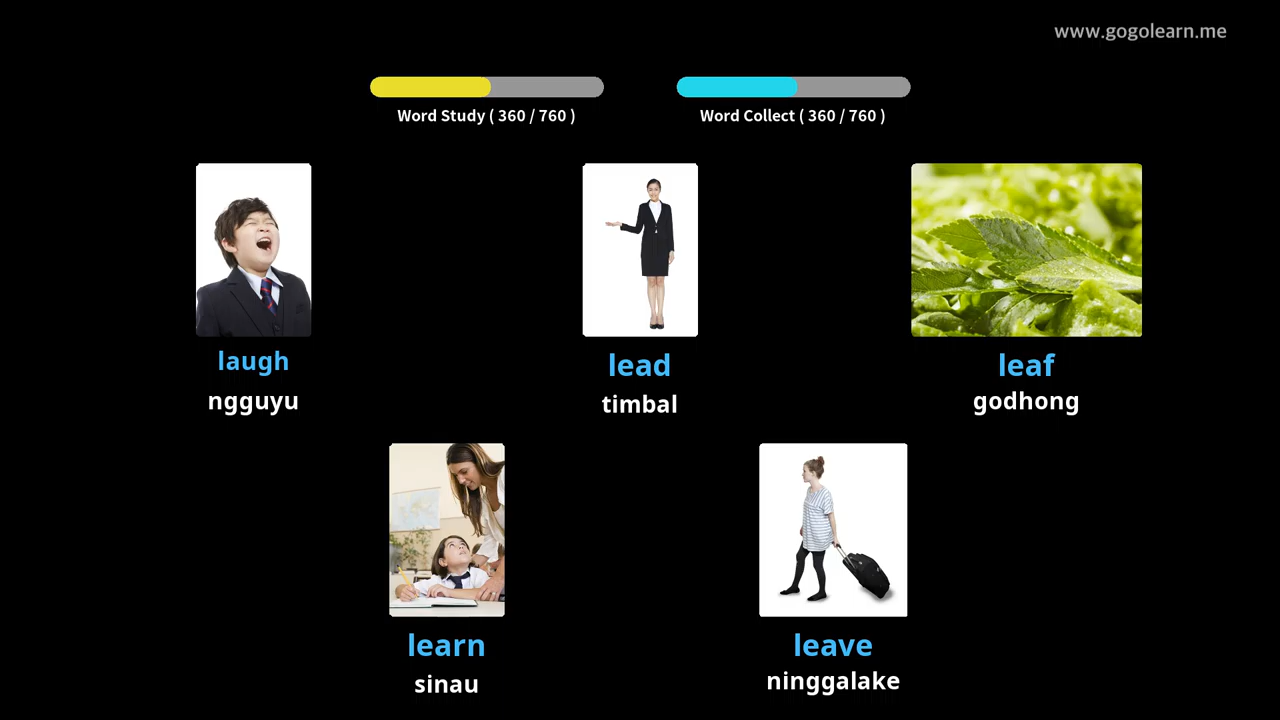 www.gogolearn.me
Word Study ( 360 / 760 )
Word Collect ( 360 / 760 )
laugh
ngguyu
lead
timbal
leaf
godhong
learn
sinau
leave
ninggalake